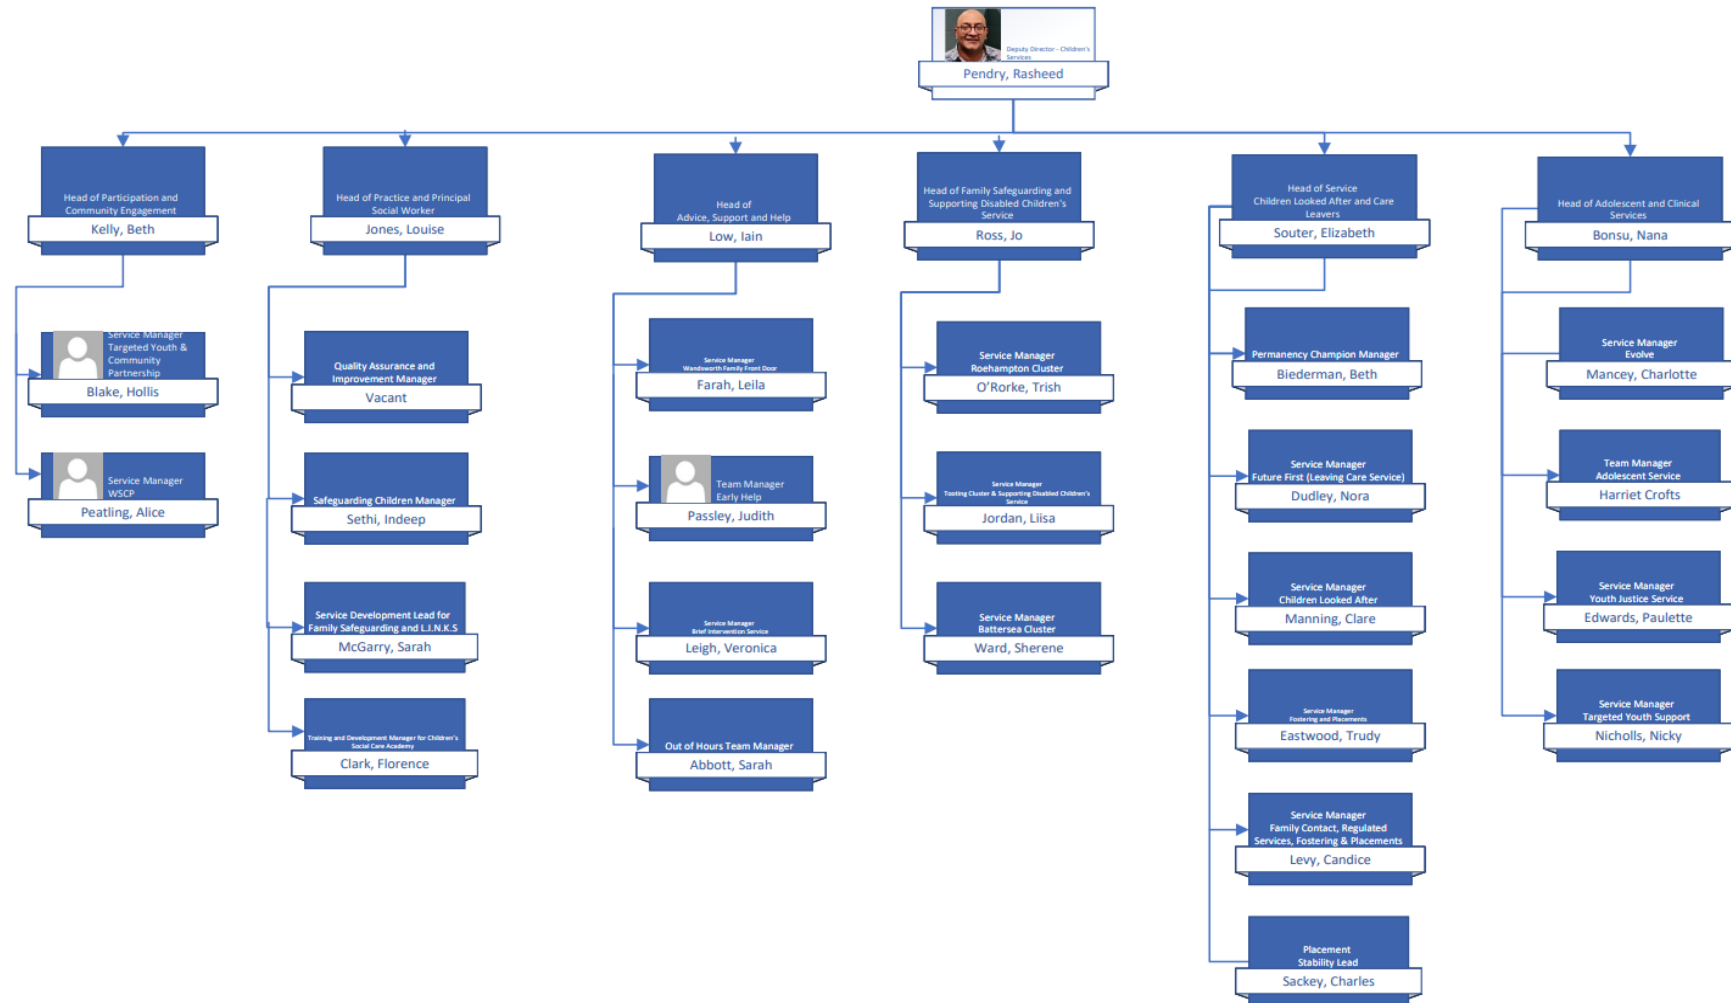 Deputy Director - Children's
Services
Pendry, Rasheed
Head of Participation and
Community Engagement
Kelly, Beth
Head of Practice and Principal
Social Worker
Jones, Louise
Head of
Advice, Support and Help
Low, Iain
Head of Family Safeguarding and
Supporting Disabled Children's
Service
Ross, Jo
Head of Service
Children Looked After and Care
Leavers
Souter, Elizabeth
Head of Adolescent and Clinical
Services
Bonsu, Nana
Service Manager
Targeted Youth &
Community
Partnership
Blake, Hollis
Service Manager
WSCP
Peatling, Alice
Quality Assurance and
Improvement Manager
Vacant
Safeguarding Children Manager
Sethi, Indeep
Service Development Lead for
Family Safeguarding and L.I.N.K.S
McGarry, Sarah
Training and Development Manager for Children's
Social Care Academy
Clark, Florence
Service Manager
Wandsworth Family Front Door
Farah, Leila
Team Manager
Early Help
Passley, Judith
Service Manager
Brief Intervention Service
Leigh, Veronica
Out of Hours Team Manager
Abbott, Sarah
Service Manager
Roehampton Cluster
O'Rorke, Trish
Service Manager
Tooting Cluster & Supporting Disabled Children's
Service
Jordan, Liisa
Service Manager
Battersea Cluster
Ward, Sherene
Permanency Champion Manager
Biederman, Beth
Service Manager
Future First (Leaving Care Service)
Dudley, Nora
Service Manager
Children Looked After
Manning, Clare
Service Manager
Fostering and Placements
Eastwood, Trudy
Service Manager
Family Contact, Regulated
Services, Fostering & Placements
Levy, Candice
Placement
Stability Lead
Sackey, Charles
Service Manager
Evolve
Mancey, Charlotte
Team Manager
Adolescent Service
Harriet Crofts
Service Manager
Youth Justice Service
Edwards, Paulette
Service Manager
Targeted Youth Support
Nicholls, Nicky